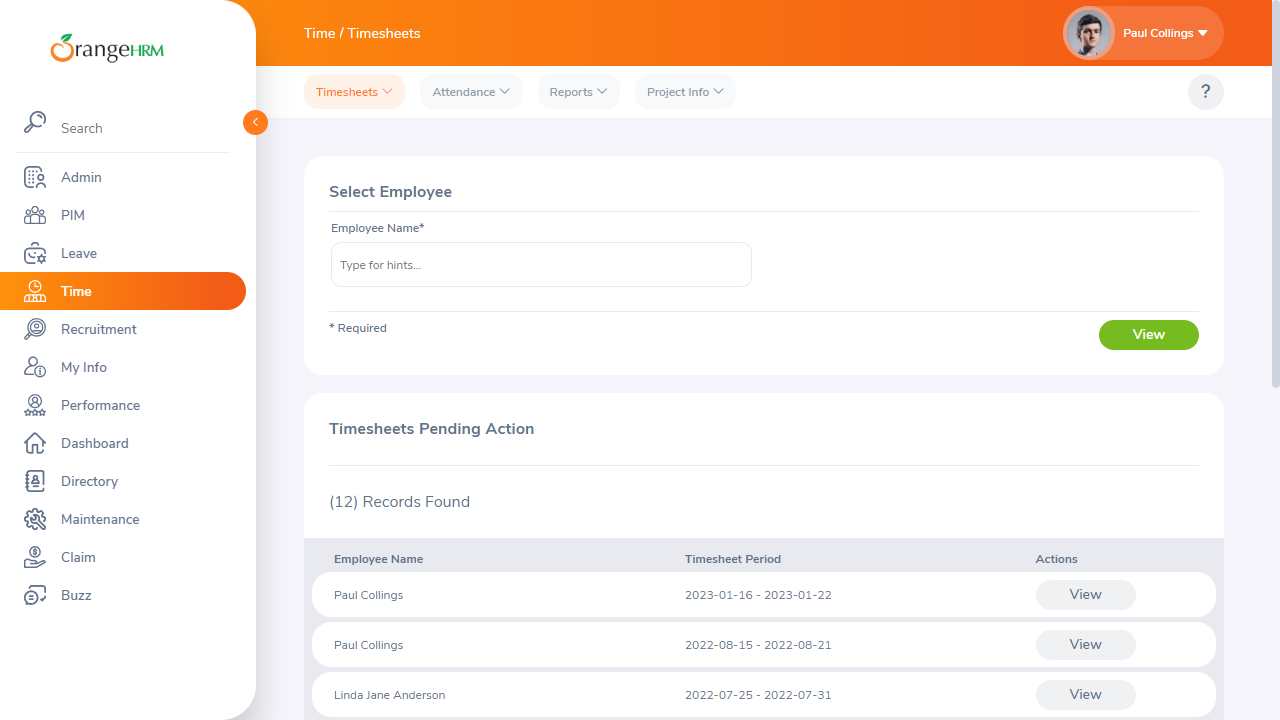 OrangeHRM
Time / Timesheets
Paul Collings
Timesheets
Attendance
Reports
Project Info
?
Search
Admin
PIM
Leave
Time
Recruitment
My Info
Performance
Dashboard
Directory
Maintenance
Claim
Buzz
Select Employee
Employee Name*
Type for hints...
* Required
View
Timesheets Pending Action
(12) Records Found
Employee Name Timesheet Period Actions
Paul Collings 2023-01-16 - 2023-01-22 View
Paul Collings 2022-08-15 - 2022-08-21 View
Linda Jane Anderson 2022-07-25 - 2022-07-31 View